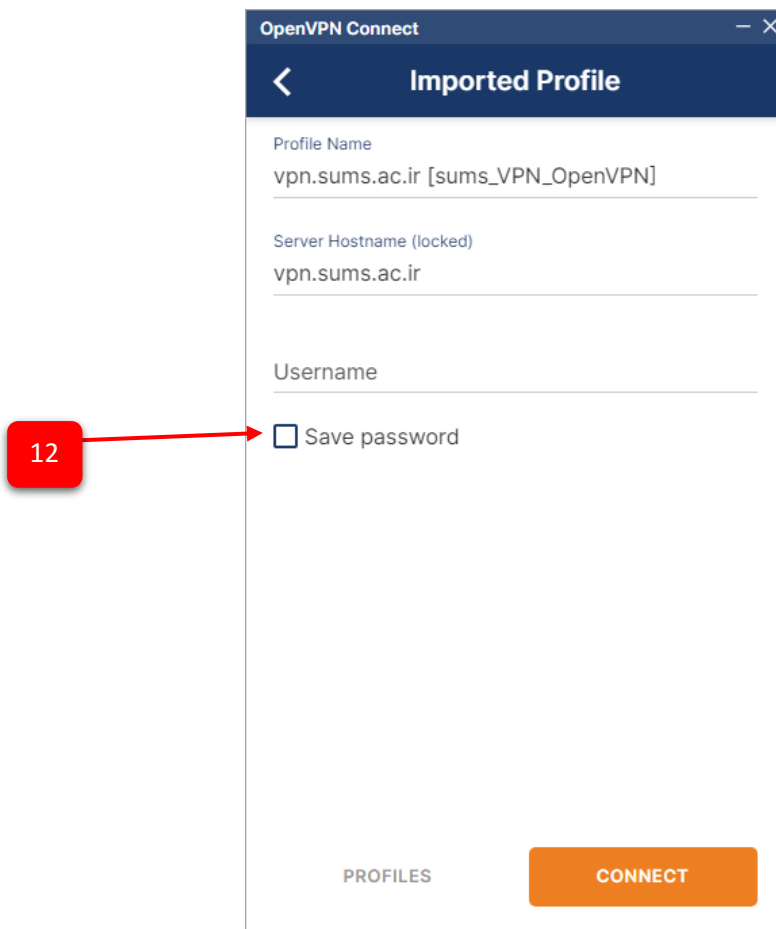 OpenVPN Connect
Imported Profile
Profile Name
vpn.sums.ac.ir [sums_VPN_OpenVPN]
Server Hostname (locked)
vpn.sums.ac.ir
Username
12
Save password
PROFILES
CONNECT